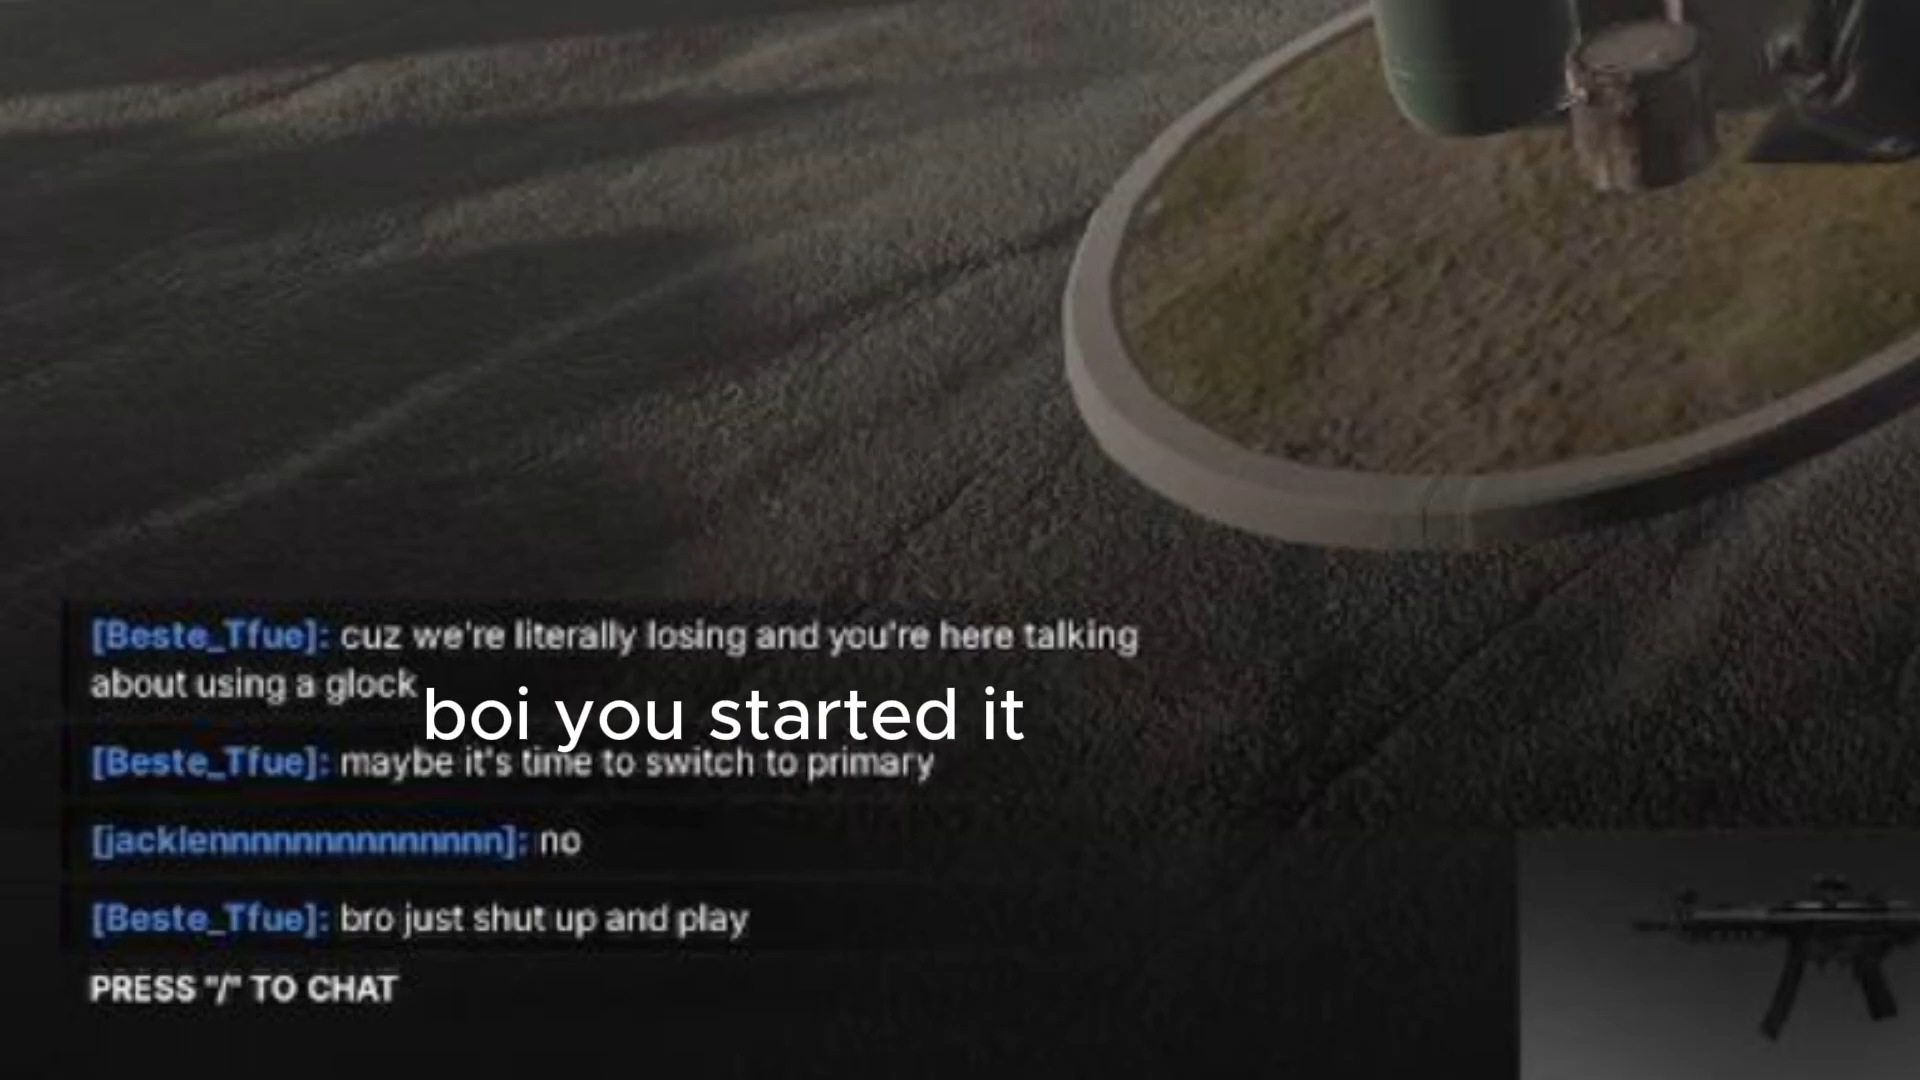 [Beste_Tfue]: cuz we're literally losing and you're here talking
about using a glock
boi you started it
[Beste_Tfue]: maybe it's time to switch to primary
[jacklennnnnnnnnnnnnnn]: no
[Beste_Tfue]: bro just shut up and play
PRESS "/" TO CHAT